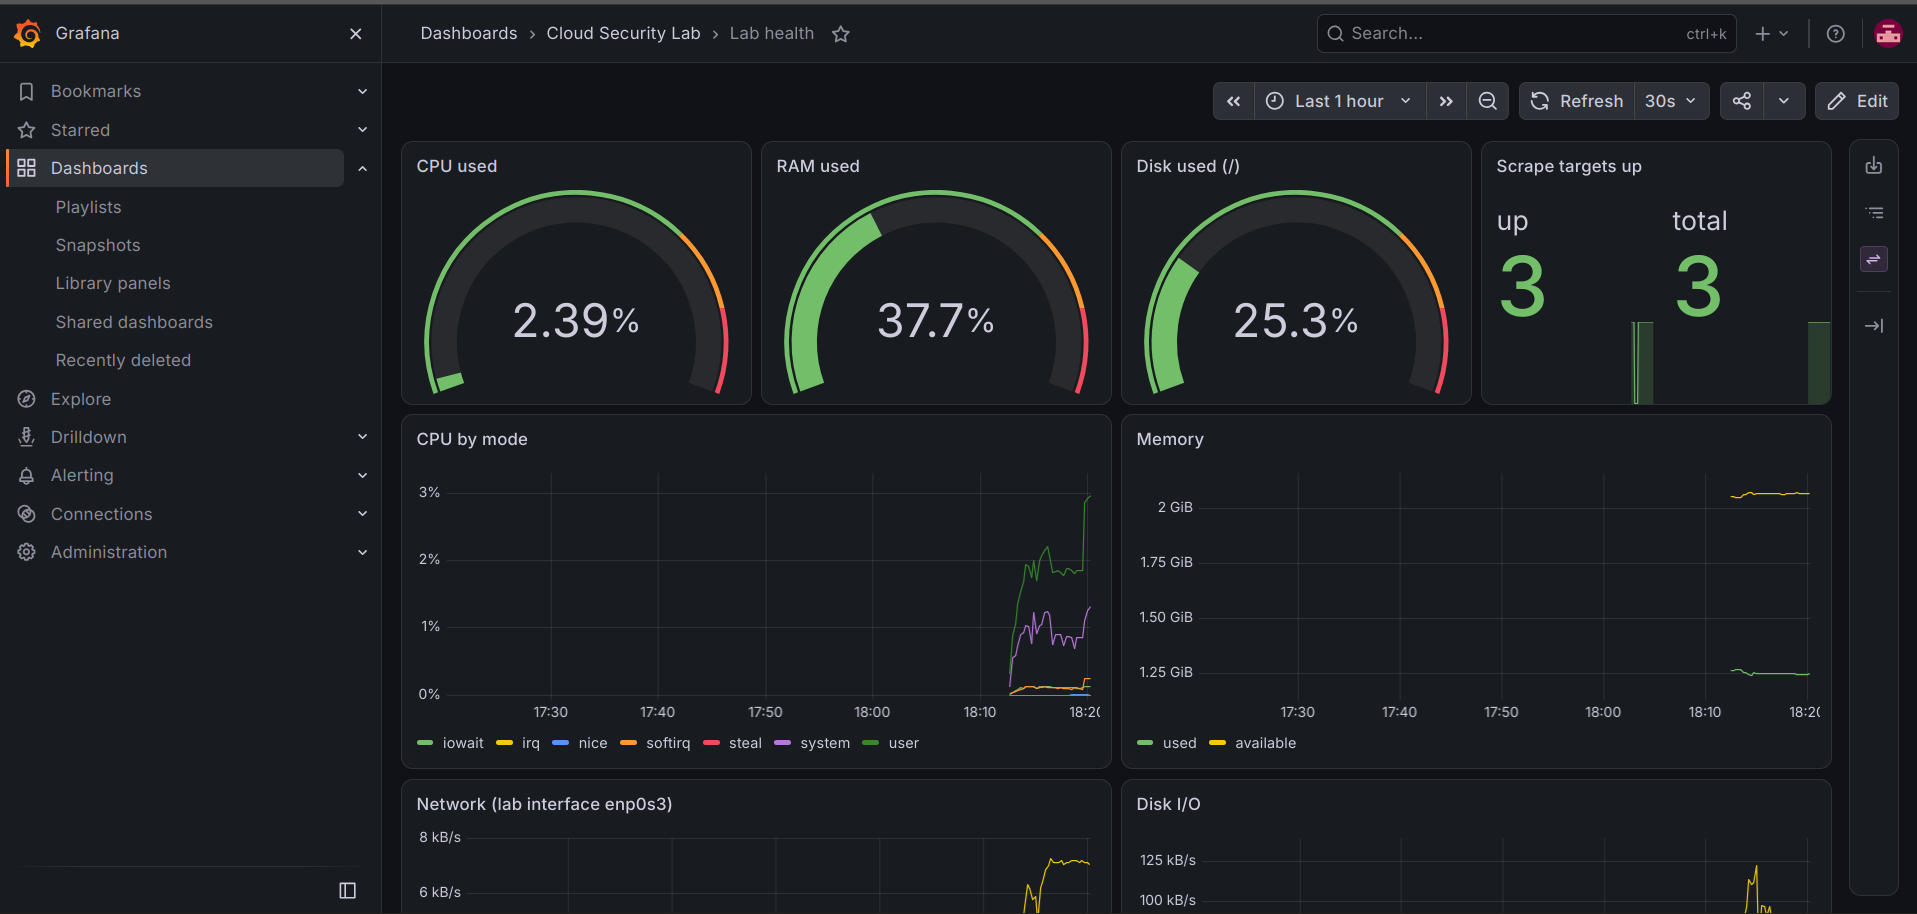 Grafana
Dashboards › Cloud Security Lab › Lab health
Search...
ctrl+k
Bookmarks
Starred
Dashboards
Playlists
Snapshots
Library panels
Shared dashboards
Recently deleted
Explore
Drilldown
Alerting
Connections
Administration
Last 1 hour
Refresh
30s
Edit
CPU used
2.39%
RAM used
37.7%
Disk used (/)
25.3%
Scrape targets up
up
total
3
3
CPU by mode
3%
2%
1%
0%
17:30
17:40
17:50
18:00
18:10
18:20
iowait
irq
nice
softirq
steal
system
user
Memory
2 GiB
1.75 GiB
1.50 GiB
1.25 GiB
17:30
17:40
17:50
18:00
18:10
18:20
used
available
Network (lab interface enp0s3)
8 kB/s
6 kB/s
Disk I/O
125 kB/s
100 kB/s